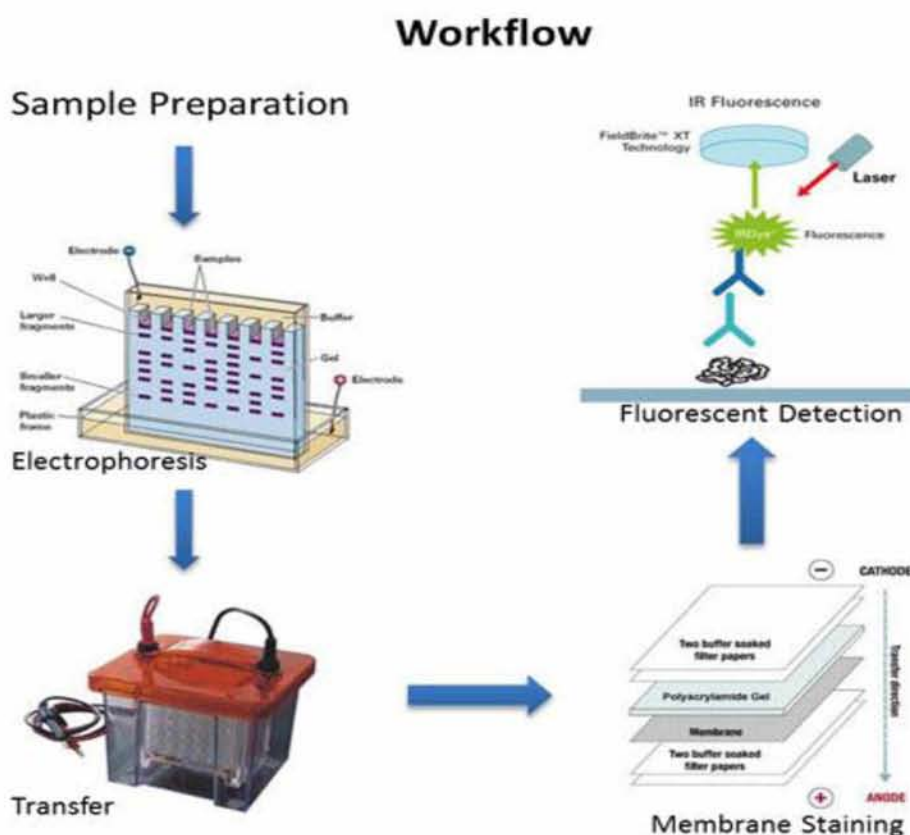 Workflow
Sample Preparation
Electrode
Samples
Well
Larger
fragments
Buffer
Gel
Smaller
fragments
Electrode
Plastic
frame
Electrophoresis
Transfer
CATHODE
Two buffer soaked
filter papers
Polyacrylamide Gel
Membrane
Two buffer soaked
filter papers
Transfer direction
ANODE
Membrane Staining
IR Fluorescence
FieldBrite™ XT
Technology
Laser
IRDye
Fluorescence
Fluorescent Detection